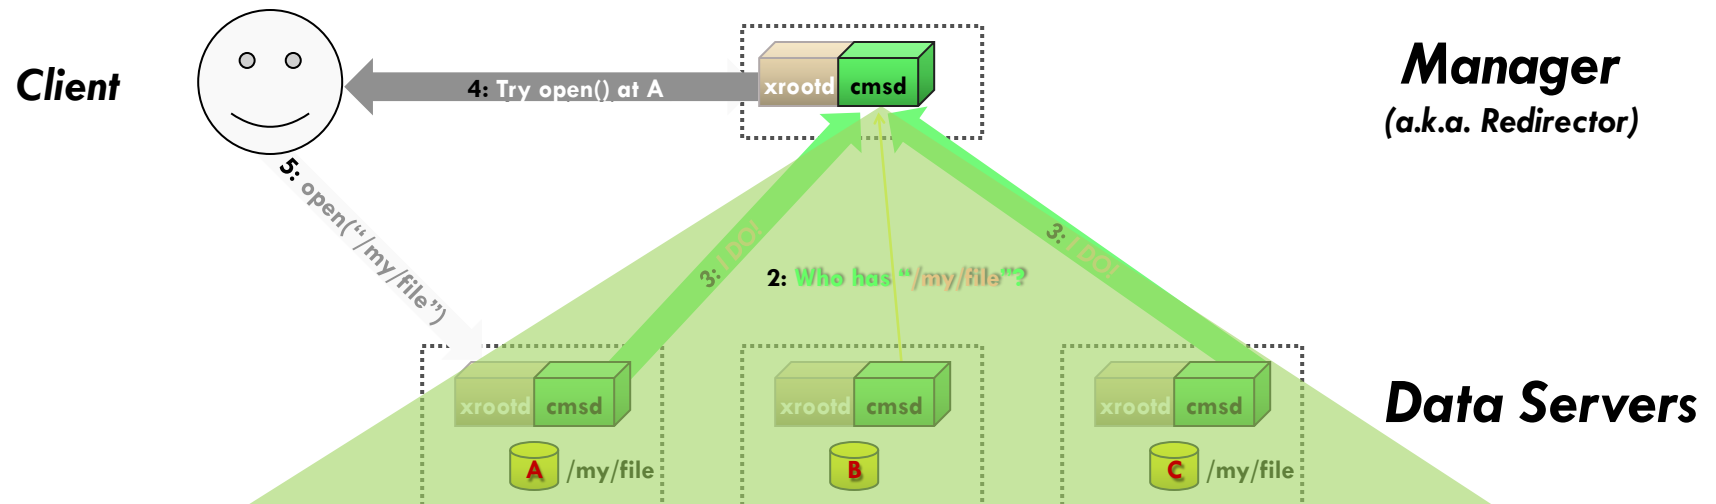 Client
4: Try open() at A
xrootd cmsd
Manager
(a.k.a. Redirector)
5: open(“/my/file”)
3: I DO!
2: Who has “/my/file”?
3: I DO!
xrootd cmsd
xrootd cmsd
xrootd cmsd
Data Servers
A /my/file
B
C /my/file